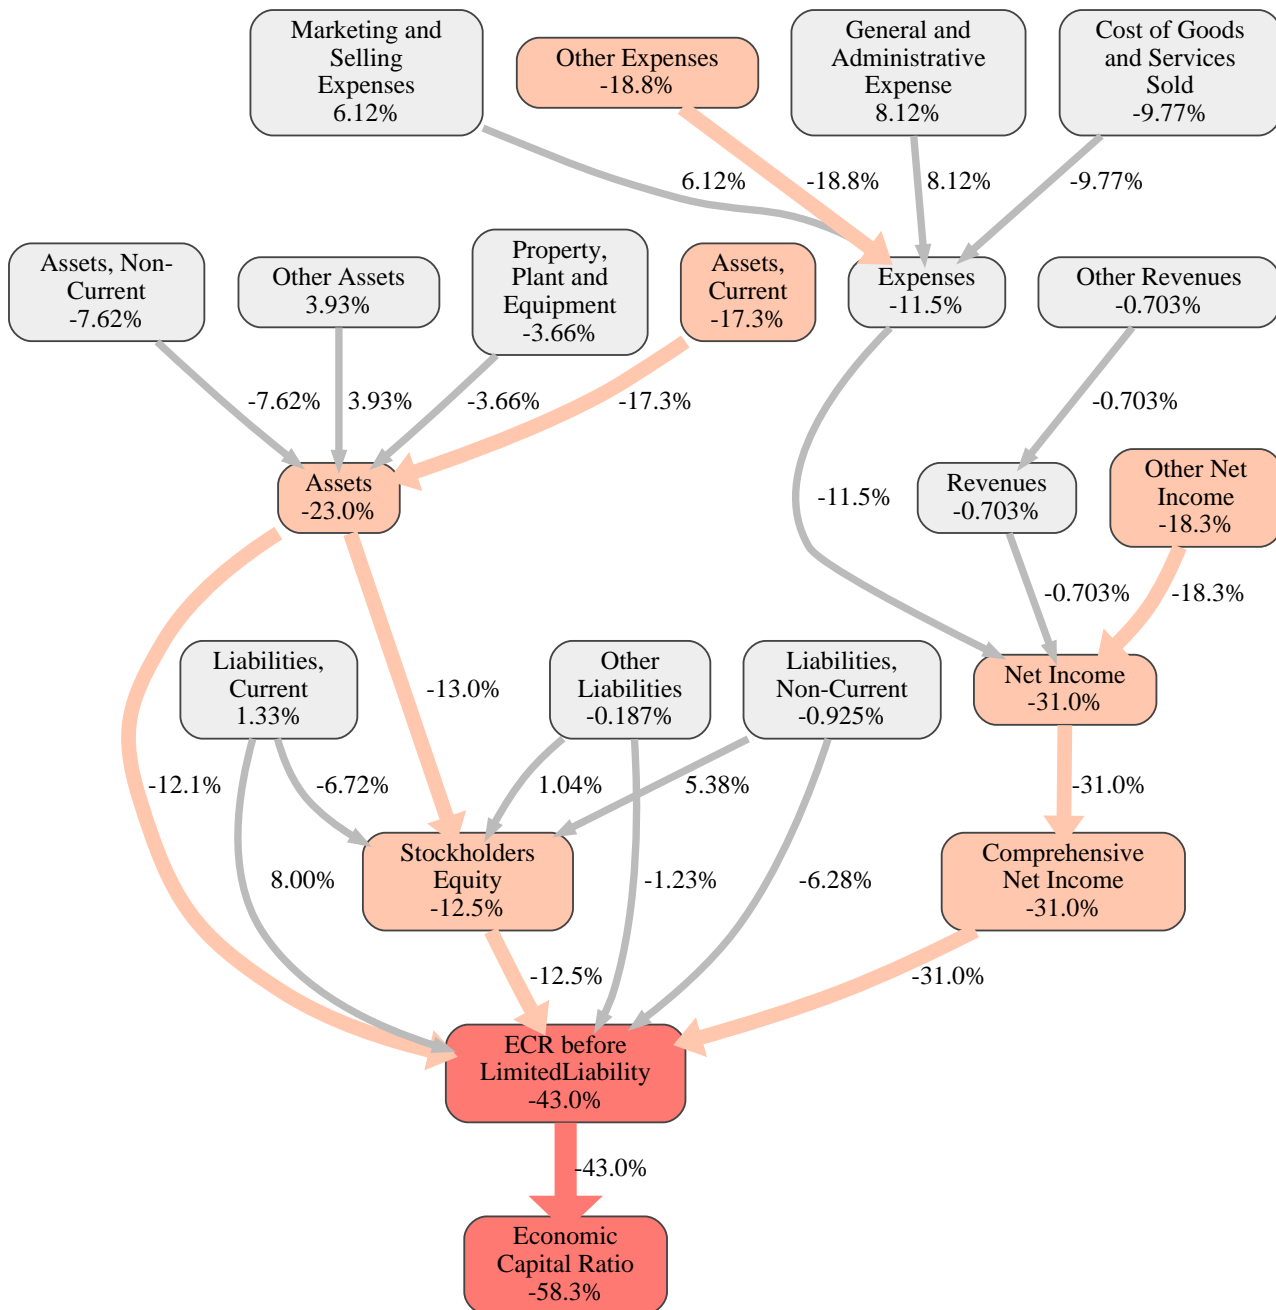 Marketing and
Selling
Expenses
6.12%
Other Expenses
-18.8%
General and
Administrative
Expense
8.12%
Cost of Goods
and Services
Sold
-9.77%
6.12%
-18.8%
8.12%
-9.77%
Assets, Non-
Current
-7.62%
Other Assets
3.93%
Property,
Plant and
Equipment
-3.66%
Assets,
Current
-17.3%
Expenses
-11.5%
Other Revenues
-0.703%
-7.62%
3.93%
-3.66%
-17.3%
-0.703%
Assets
-23.0%
-11.5%
Revenues
-0.703%
Other Net
Income
-18.3%
-0.703%
-18.3%
Liabilities,
Current
1.33%
-13.0%
Other
Liabilities
-0.187%
Liabilities,
Non-Current
-0.925%
Net Income
-31.0%
-12.1%
-6.72%
1.04%
5.38%
-31.0%
8.00%
Stockholders
Equity
-12.5%
-1.23%
-6.28%
Comprehensive
Net Income
-31.0%
-12.5%
-31.0%
ECR before
LimitedLiability
-43.0%
-43.0%
Economic
Capital Ratio
-58.3%